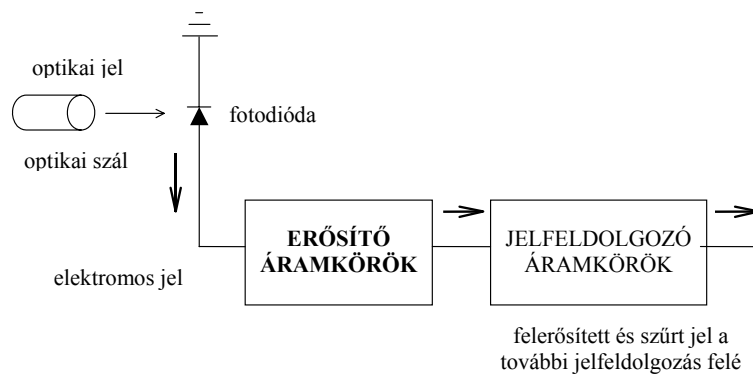 optikai jel
fotodióda
optikai szál
elektromos jel
ERŐSÍTŐ
ÁRAMKÖRÖK
JELFELDOLGOZÓ
ÁRAMKÖRÖK
felerősített és szűrt jel a
további jelfeldolgozás felé